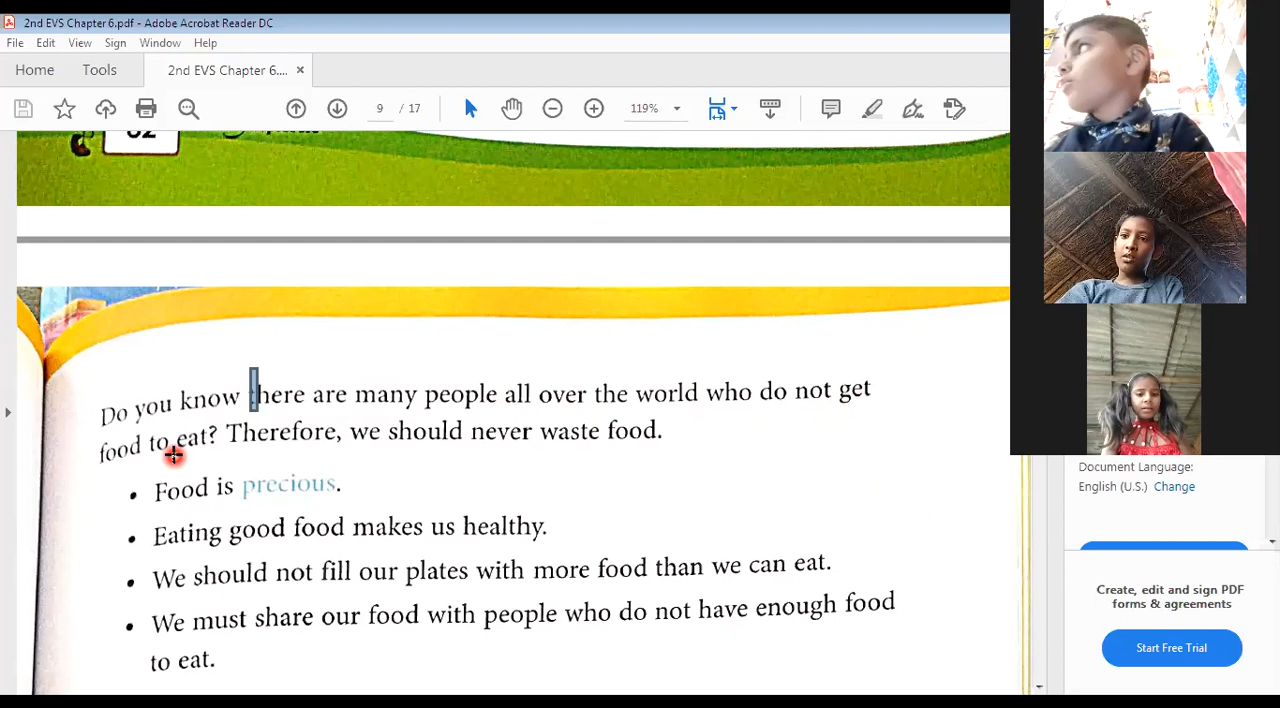 2nd EVS Chapter 6.pdf - Adobe Acrobat Reader DC
File Edit View Sign Window Help
Home Tools 2nd EVS Chapter 6.... ×
9 / 17 119%
62
Do you know there are many people all over the world who do not get
food to eat? Therefore, we should never waste food.
• Food is precious.
• Eating good food makes us healthy.
• We should not fill our plates with more food than we can eat.
• We must share our food with people who do not have enough food
to eat.
Document Language:
English (U.S.) Change
Create, edit and sign PDF
forms & agreements
Start Free Trial